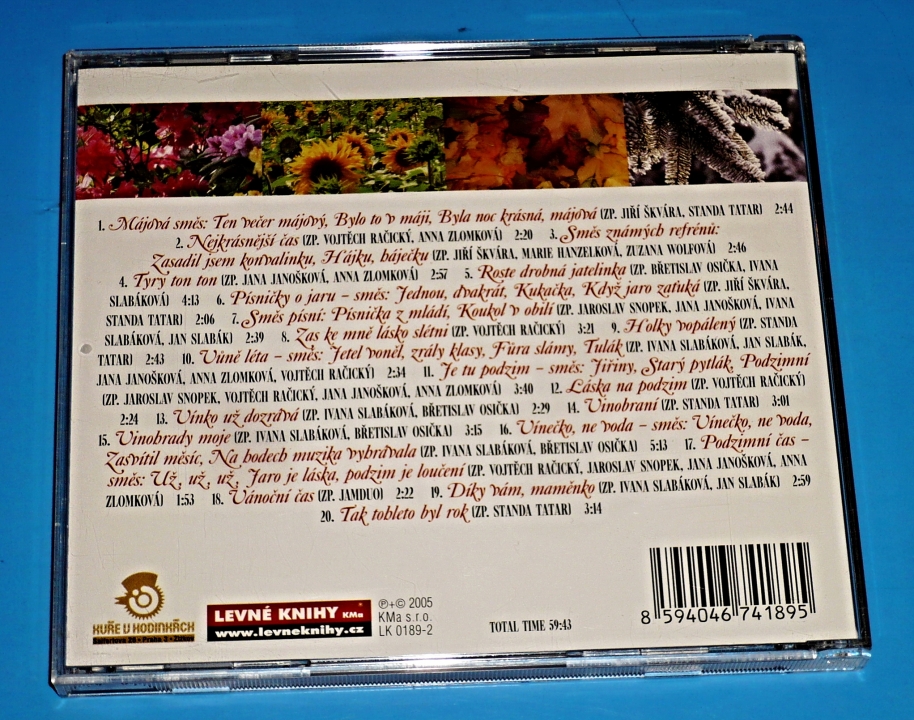 1. Májová směs: Ten večer májový, Bylo to v máji, Byla noc krásná, májová (ZP. JIŘÍ ŠKVÁRA, STANDA TATAR) 2:44
2. Nejkrásnější čas (ZP. VOJTĚCH RAČICKÝ, ANNA ZLOMKOVÁ) 2:20 3. Směs známých refrénů:
Zasadil jsem konvalinku, Hájku, háječku (ZP. JIŘÍ ŠKVÁRA, MARIE HANZELKOVÁ, ZUZANA WOLFOVÁ) 2:46
4. Tyry ton ton (ZP. JANA JANOŠKOVÁ, ANNA ZLOMKOVÁ) 2:57 5. Roste drobná jatelinka (ZP. BŘETISLAV OSIČKA, IVANA
SLABÁKOVÁ) 4:13 6. Písničky o jaru – směs: Jednou, dvakrát, Kukačka, Když jaro zaťuká (ZP. JIŘÍ ŠKVÁRA,
STANDA TATAR) 2:06 7. Směs písní: Písnička z mládí, Koukol v obilí (ZP. JAROSLAV SNOPEK, JANA JANOŠKOVÁ, IVANA
SLABÁKOVÁ, JAN SLABÁK) 2:39 8. Zas ke mně lásko slétni (ZP. VOJTĚCH RAČICKÝ) 3:21 9. Holky vopálený (ZP. STANDA
TATAR) 2:43 10. Vůně léta – směs: Jetel voněl, zrály klasy, Fůra slámy, Tulák (ZP. IVANA SLABÁKOVÁ, JAN SLABÁK,
JANA JANOŠKOVÁ, ANNA ZLOMKOVÁ, VOJTĚCH RAČICKÝ) 2:34 11. Je tu podzim – směs: Jiřiny, Starý pytlák, Podzimní
(ZP. JAROSLAV SNOPEK, VOJTĚCH RAČICKÝ, JANA JANOŠKOVÁ, ANNA ZLOMKOVÁ) 3:40 12. Láska na podzim (ZP. VOJTĚCH RAČICKÝ)
2:24 13. Vínko už dozrává (ZP. IVANA SLABÁKOVÁ, BŘETISLAV OSIČKA) 2:29 14. Vinobraní (ZP. STANDA TATAR) 3:01
15. Vinohrady moje (ZP. IVANA SLABÁKOVÁ, BŘETISLAV OSIČKA) 3:15 16. Vínečko, ne voda – směs: Vínečko, ne voda,
Zasvítil měsíc, Na hodech muzika vyhrávala (ZP. IVANA SLABÁKOVÁ, BŘETISLAV OSIČKA) 5:13 17. Podzimní čas –
směs: Už, už, už, Jaro je láska, podzim je loučení (ZP. VOJTĚCH RAČICKÝ, JAROSLAV SNOPEK, JANA JANOŠKOVÁ, ANNA
ZLOMKOVÁ) 1:53 18. Vánoční čas (ZP. JAMDUO) 2:22 19. Díky vám, maměnko (ZP. IVANA SLABÁKOVÁ, JAN SLABÁK) 2:59
20. Tak tohleto byl rok (ZP. STANDA TATAR) 3:14
KUŘE V HODINKÁCH
LEVNÉ KNIHY KMa
www.levneknihy.cz
℗+© 2005
KMa s.r.o.
LK 0189-2
TOTAL TIME 59:43
8 594046 741895